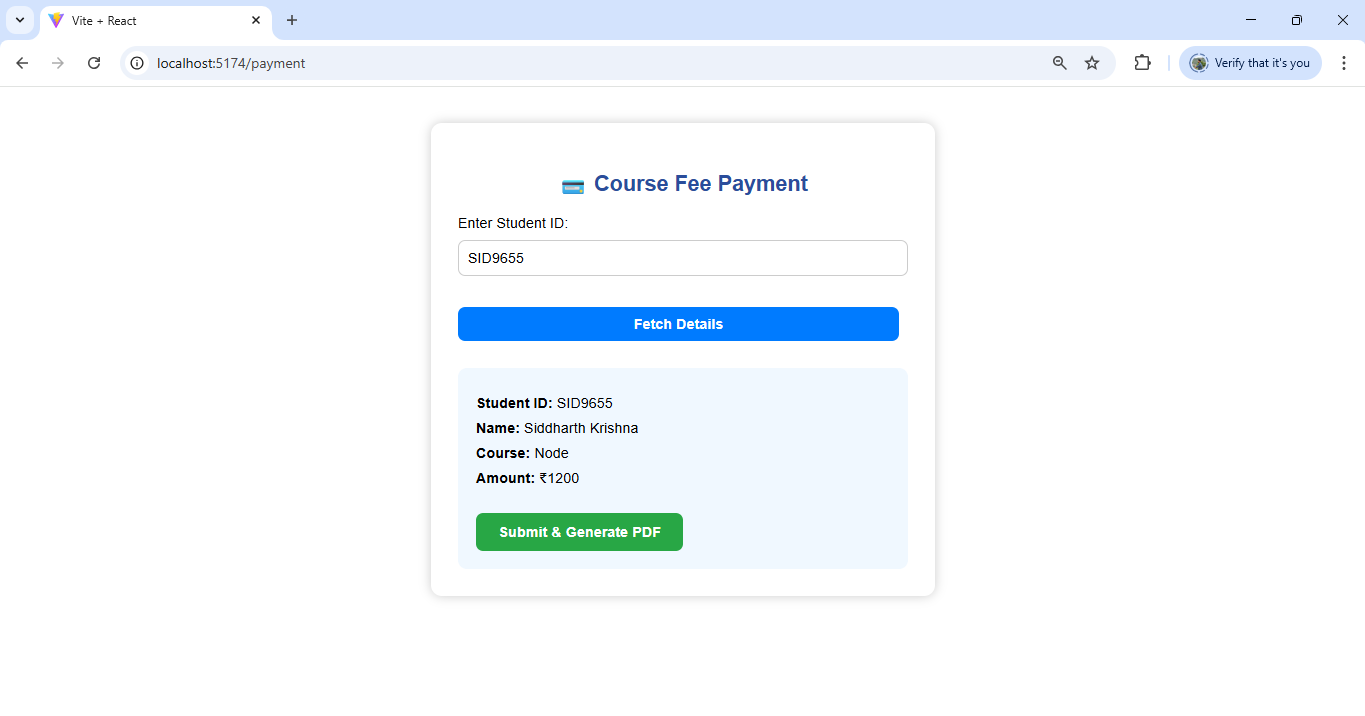 Vite + React
localhost:5174/payment
Verify that it's you
Course Fee Payment
Enter Student ID:
SID9655
Fetch Details
Student ID: SID9655
Name: Siddharth Krishna
Course: Node
Amount: ₹1200
Submit & Generate PDF